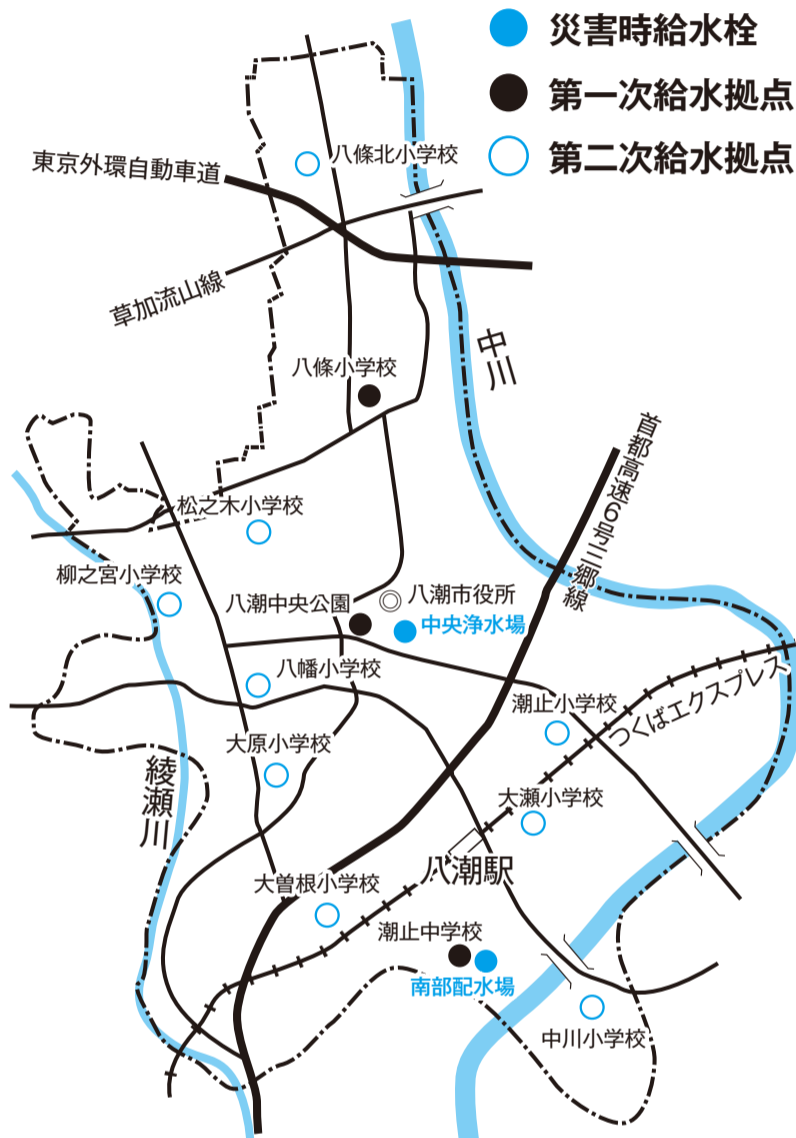 災害時給水栓
第一次給水拠点
第二次給水拠点
八條北小学校
東京外環自動車道
草加流山線
中川
八條小学校
首都高速6号三郷線
松之木小学校
柳之宮小学校
八潮中央公園
八潮市役所
中央浄水場
八幡小学校
潮止小学校
つくばエクスプレス
大原小学校
綾瀬川
大瀬小学校
八潮駅
大曽根小学校
潮止中学校
南部配水場
中川小学校